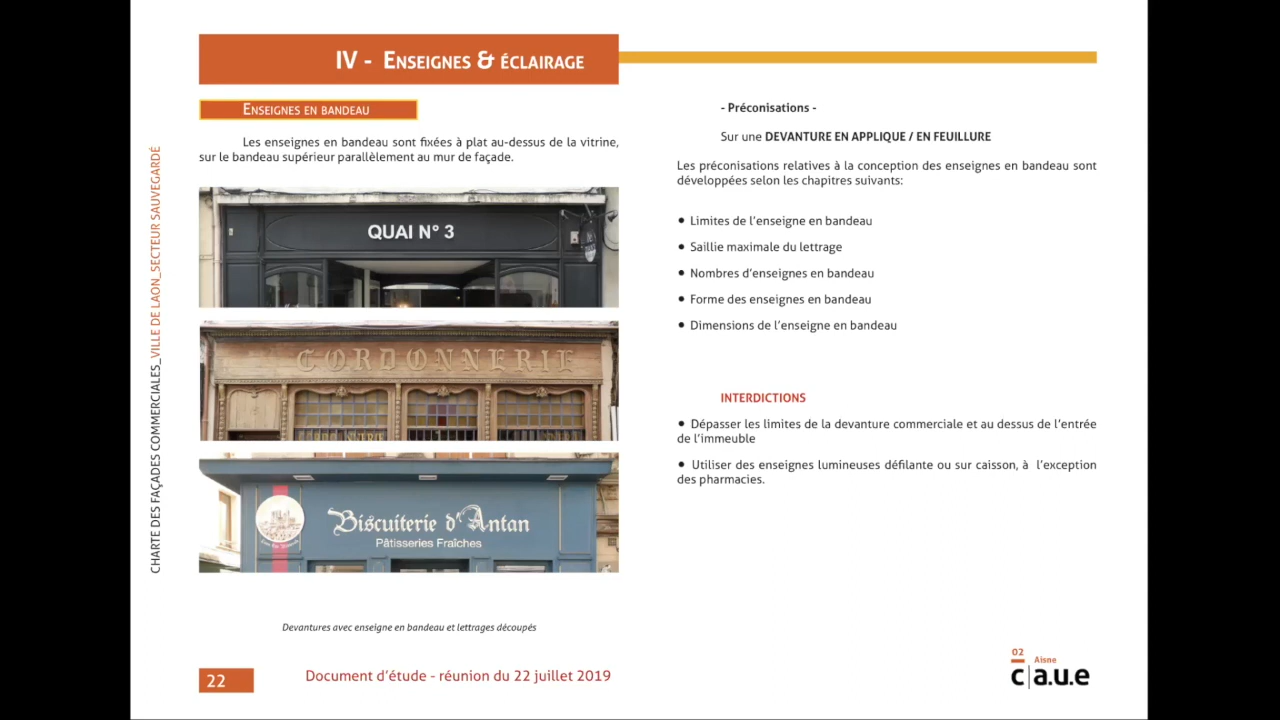 IV - Enseignes & éclairage
Enseignes en bandeau
Les enseignes en bandeau sont fixées à plat au-dessus de la vitrine,
sur le bandeau supérieur parallèlement au mur de façade.
QUAI N° 3
CORDONNERIE
CORDONNERIE
Biscuiterie d'Antan
Pâtisseries Fraîches
Devantures avec enseigne en bandeau et lettrages découpés
- Préconisations -
Sur une DEVANTURE EN APPLIQUE / EN FEUILLURE
Les préconisations relatives à la conception des enseignes en bandeau sont
développées selon les chapitres suivants:
• Limites de l'enseigne en bandeau
• Saillie maximale du lettrage
• Nombres d'enseignes en bandeau
• Forme des enseignes en bandeau
• Dimensions de l'enseigne en bandeau
INTERDICTIONS
• Dépasser les limites de la devanture commerciale et au dessus de l'entrée
de l'immeuble
• Utiliser des enseignes lumineuses défilante ou sur caisson, à l'exception
des pharmacies.
CHARTE DES FAÇADES COMMERCIALES_VILLE DE LAON_SECTEUR SAUVEGARDÉ
22
Document d'étude - réunion du 22 juillet 2019
02
Aisne
c|a.u.e